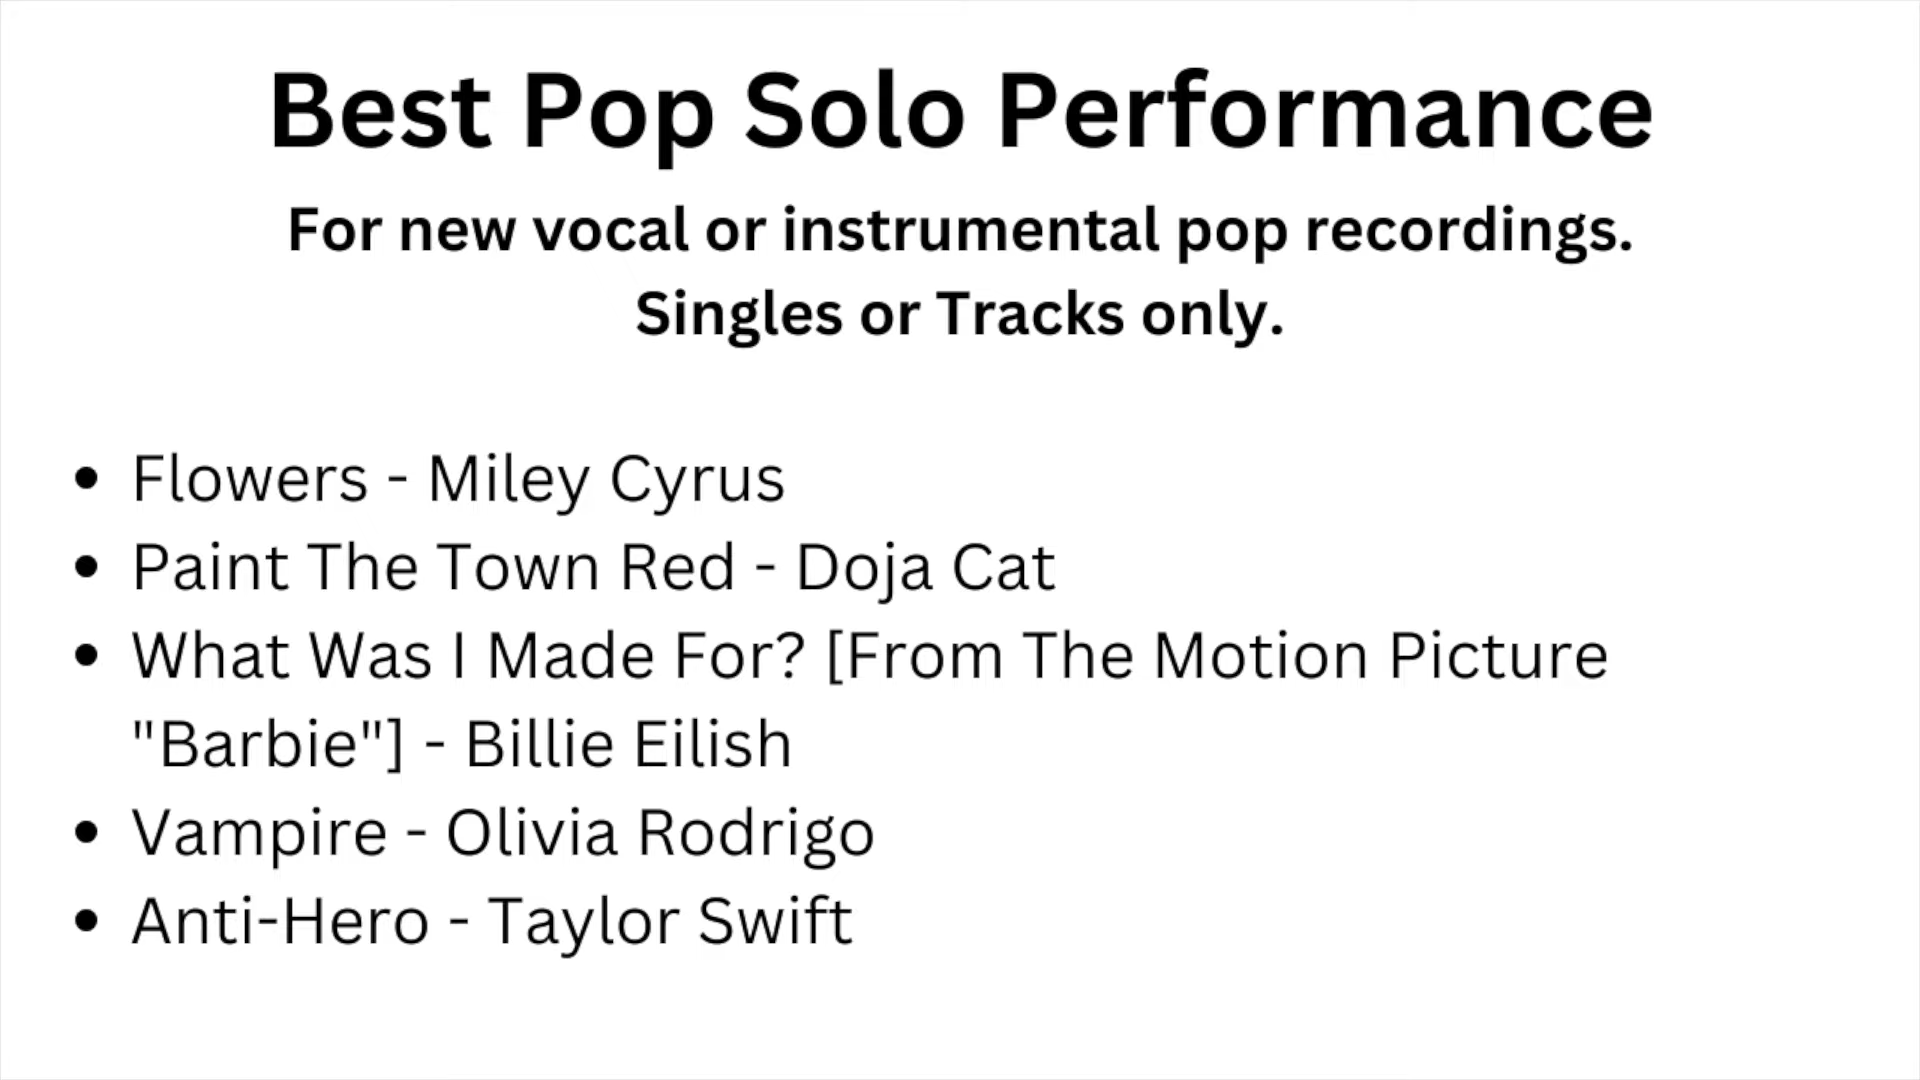 Best Pop Solo Performance
For new vocal or instrumental pop recordings.
Singles or Tracks only.
• Flowers - Miley Cyrus
• Paint The Town Red - Doja Cat
• What Was I Made For? [From The Motion Picture
"Barbie"] - Billie Eilish
• Vampire - Olivia Rodrigo
• Anti-Hero - Taylor Swift